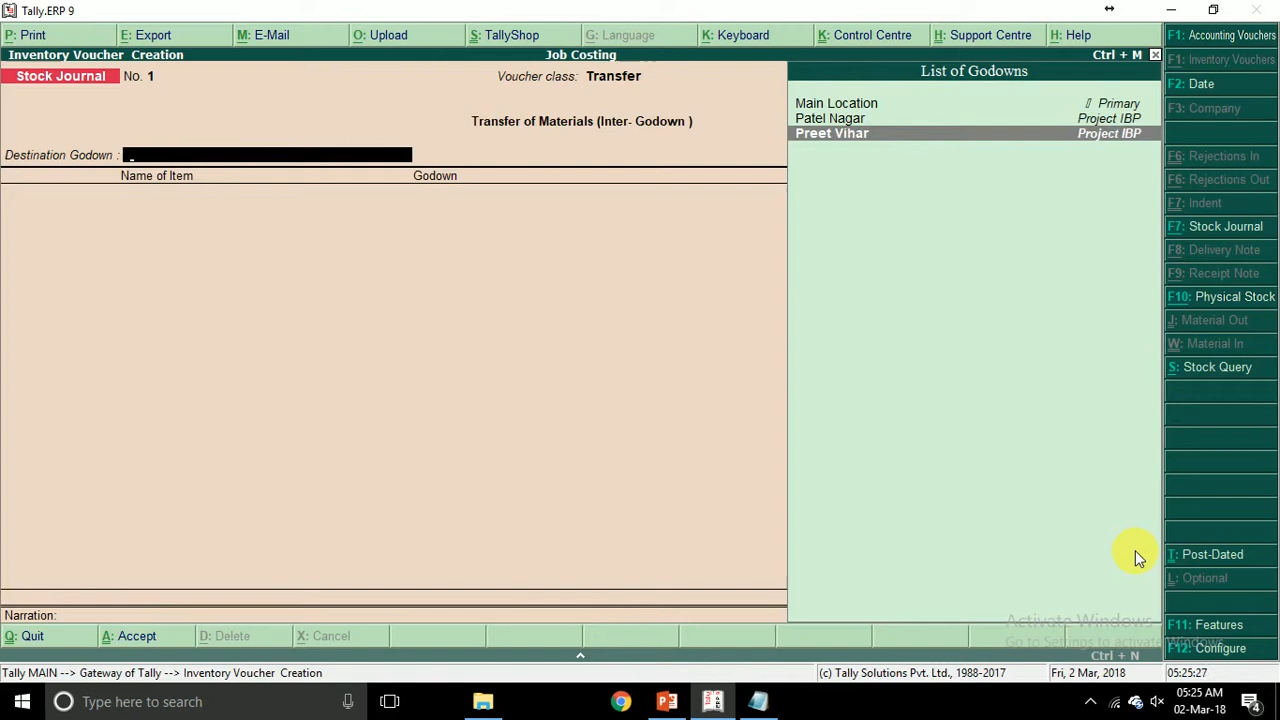 Tally.ERP 9
P: Print
E: Export
M: E-Mail
O: Upload
S: TallyShop
G: Language
K: Keyboard
K: Control Centre
H: Support Centre
H: Help
Inventory Voucher Creation
Job Costing
Ctrl + M
Stock Journal No. 1
Voucher class: Transfer
Transfer of Materials (Inter- Godown )
Destination Godown :
Name of Item
Godown
List of Godowns
Main Location
Primary
Patel Nagar
Project IBP
Preet Vihar
Project IBP
F1: Accounting Vouchers
F1: Inventory Vouchers
F2: Date
F3: Company
F6: Rejections In
F6: Rejections Out
F7: Indent
F7: Stock Journal
F8: Delivery Note
F9: Receipt Note
F10: Physical Stock
J: Material Out
W: Material In
S: Stock Query
T: Post-Dated
L: Optional
F11: Features
F12: Configure
Activate Windows
Go to Settings to activate Windows.
Narration:
Q: Quit
A: Accept
D: Delete
X: Cancel
Ctrl + N
Tally MAIN --> Gateway of Tally --> Inventory Voucher Creation
(c) Tally Solutions Pvt. Ltd., 1988-2017
Fri, 2 Mar, 2018
05:25:27
Type here to search
05:25 AM
02-Mar-18
4